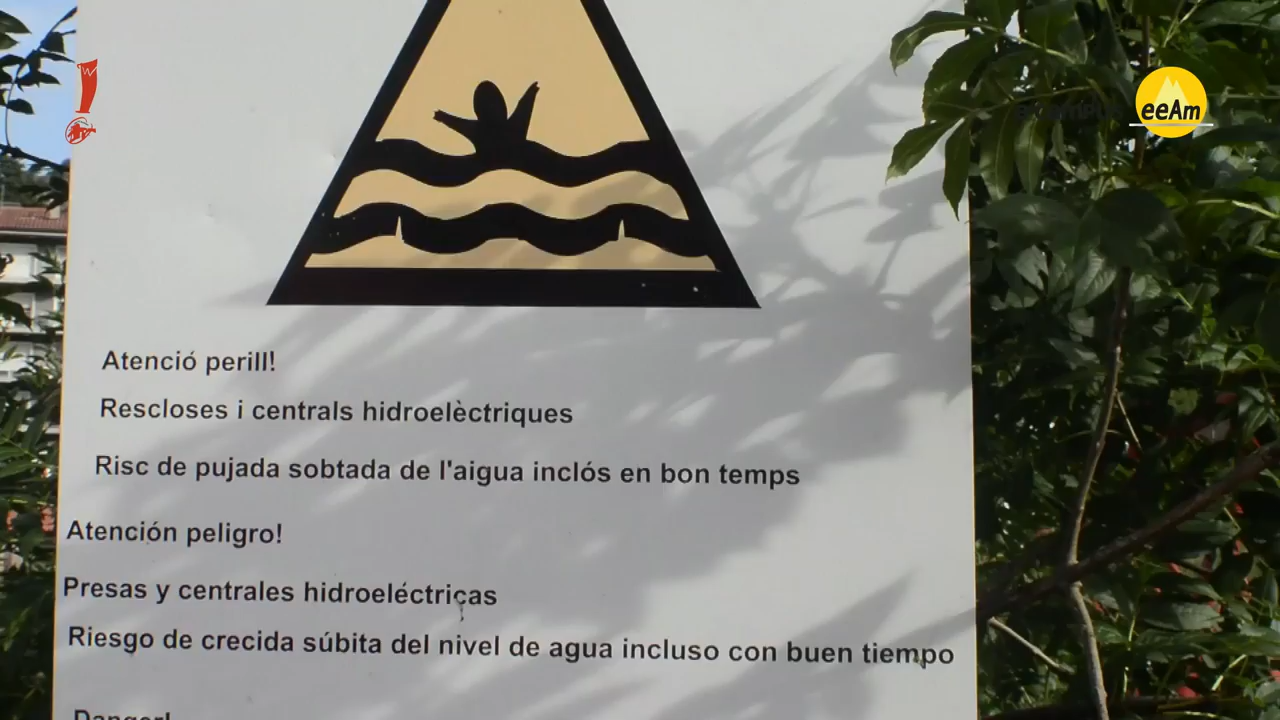 eeAm
Atenció perill!
Rescloses i centrals hidroelèctriques
Risc de pujada sobtada de l'aigua inclós en bon temps
Atención peligro!
Presas y centrales hidroeléctricas
Riesgo de crecida súbita del nivel de agua incluso con buen tiempo
Danger!